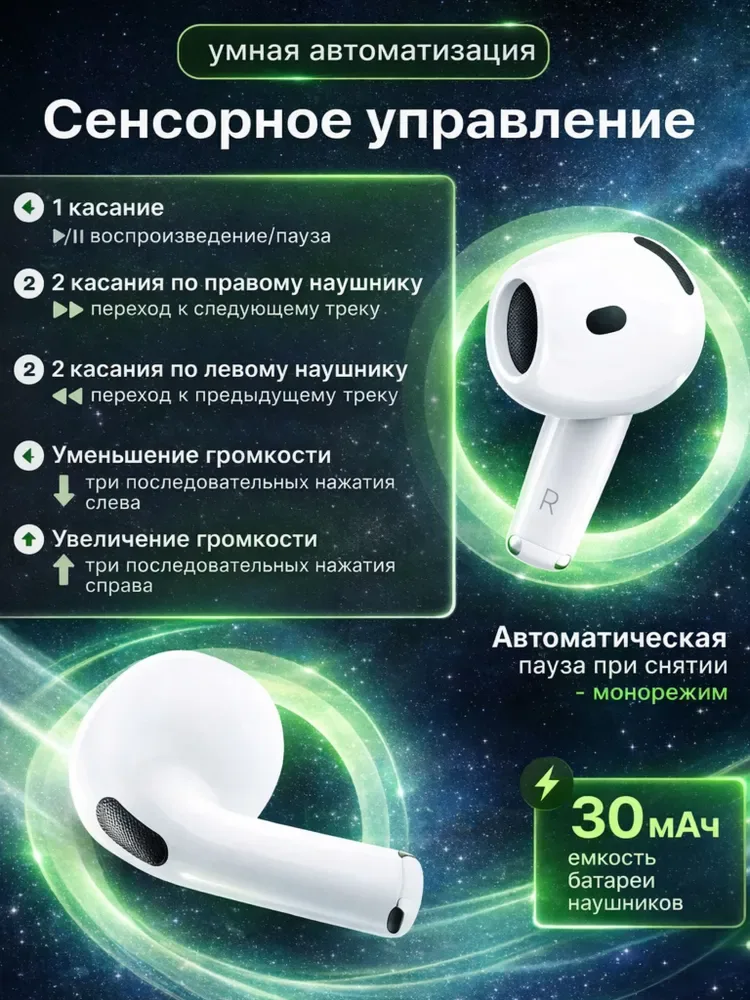 умная автоматизация
Сенсорное управление
1 касание
воспроизведение/пауза
2 2 касания по правому наушнику
переход к следующему треку
2 2 касания по левому наушнику
переход к предыдущему треку
Уменьшение громкости
три последовательных нажатия
слева
Увеличение громкости
три последовательных нажатия
справа
R
Автоматическая
пауза при снятии
- монорежим
30 мАч
емкость
батареи
наушников